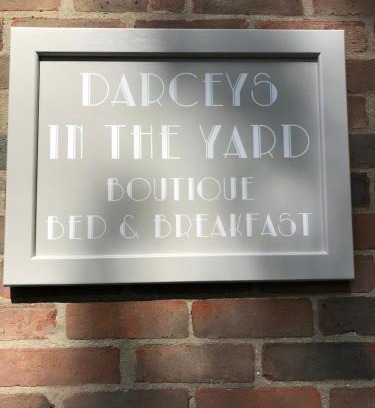 DARCEYS
IN THE YARD
BOUTIQUE
BED & BREAKFAST